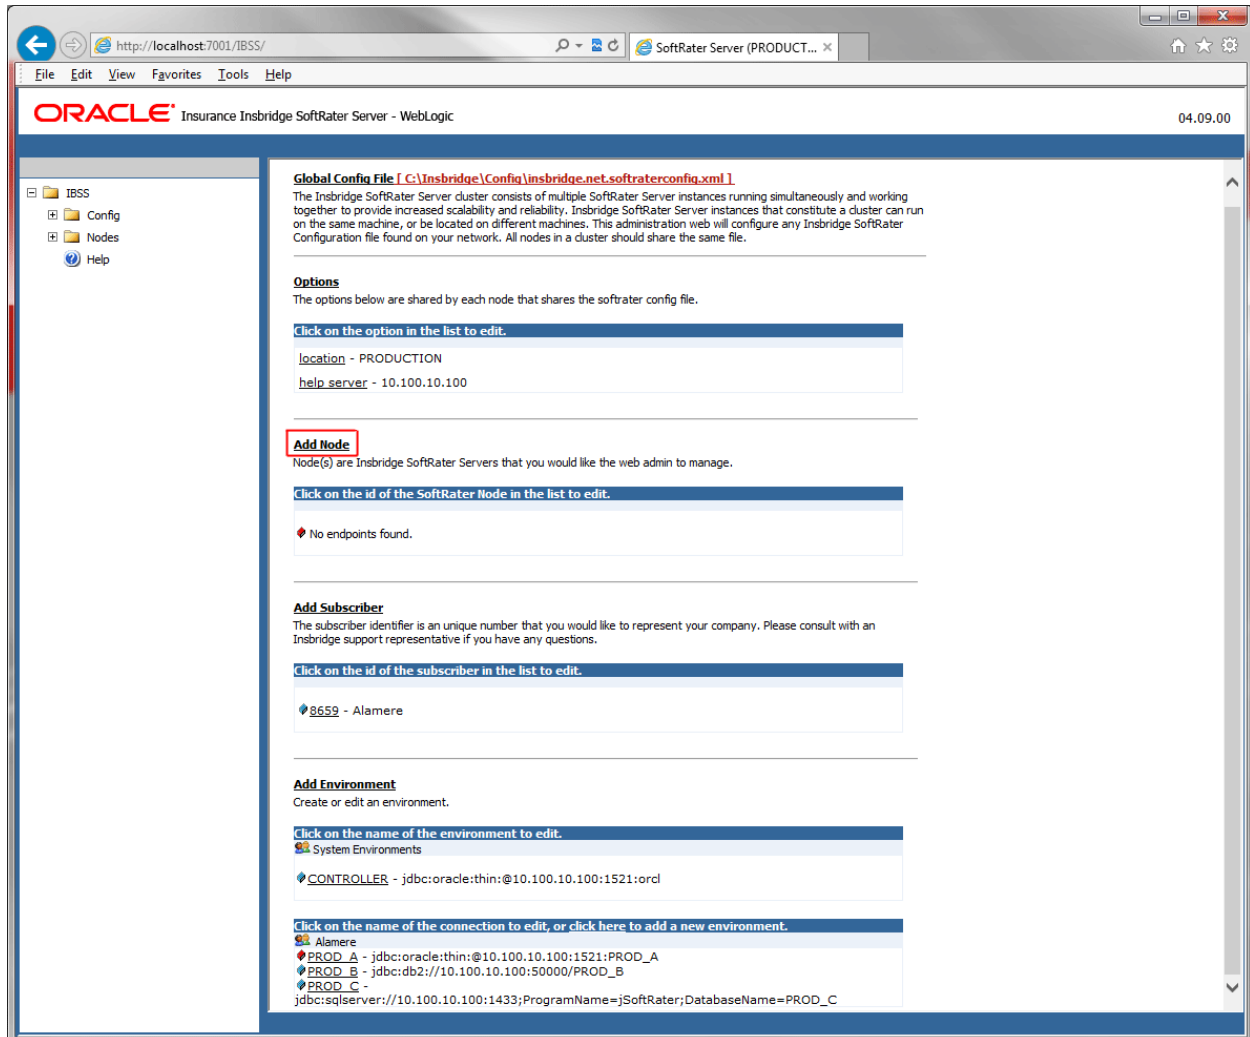 http://localhost:7001/IBSS/
SoftRater Server (PRODUCT...
File Edit View Favorites Tools Help
ORACLE Insurance Insbridge SoftRater Server - WebLogic
04.09.00
IBSS
Config
Nodes
Help
Global Config File [ C:\Insbridge\Config\insbridge.net.softraterconfig.xml ]
The Insbridge SoftRater Server cluster consists of multiple SoftRater Server instances running simultaneously and working
together to provide increased scalability and reliability. Insbridge SoftRater Server instances that constitute a cluster can run
on the same machine, or be located on different machines. This administration web will configure any Insbridge SoftRater
Configuration file found on your network. All nodes in a cluster should share the same file.
Options
The options below are shared by each node that shares the softrater config file.
Click on the option in the list to edit.
location - PRODUCTION
help server - 10.100.10.100
Add Node
Node(s) are Insbridge SoftRater Servers that you would like the web admin to manage.
Click on the id of the SoftRater Node in the list to edit.
No endpoints found.
Add Subscriber
The subscriber identifier is an unique number that you would like to represent your company. Please consult with an
Insbridge support representative if you have any questions.
Click on the id of the subscriber in the list to edit.
8659 - Alamere
Add Environment
Create or edit an environment.
Click on the name of the environment to edit.
System Environments
CONTROLLER - jdbc:oracle:thin:@10.100.10.100:1521:orcl
Click on the name of the connection to edit, or click here to add a new environment.
Alamere
PROD_A - jdbc:oracle:thin:@10.100.10.100:1521:PROD_A
PROD_B - jdbc:db2://10.100.10.100:50000/PROD_B
PROD_C -
jdbc:sqlserver://10.100.10.100:1433;ProgramName=jSoftRater;DatabaseName=PROD_C